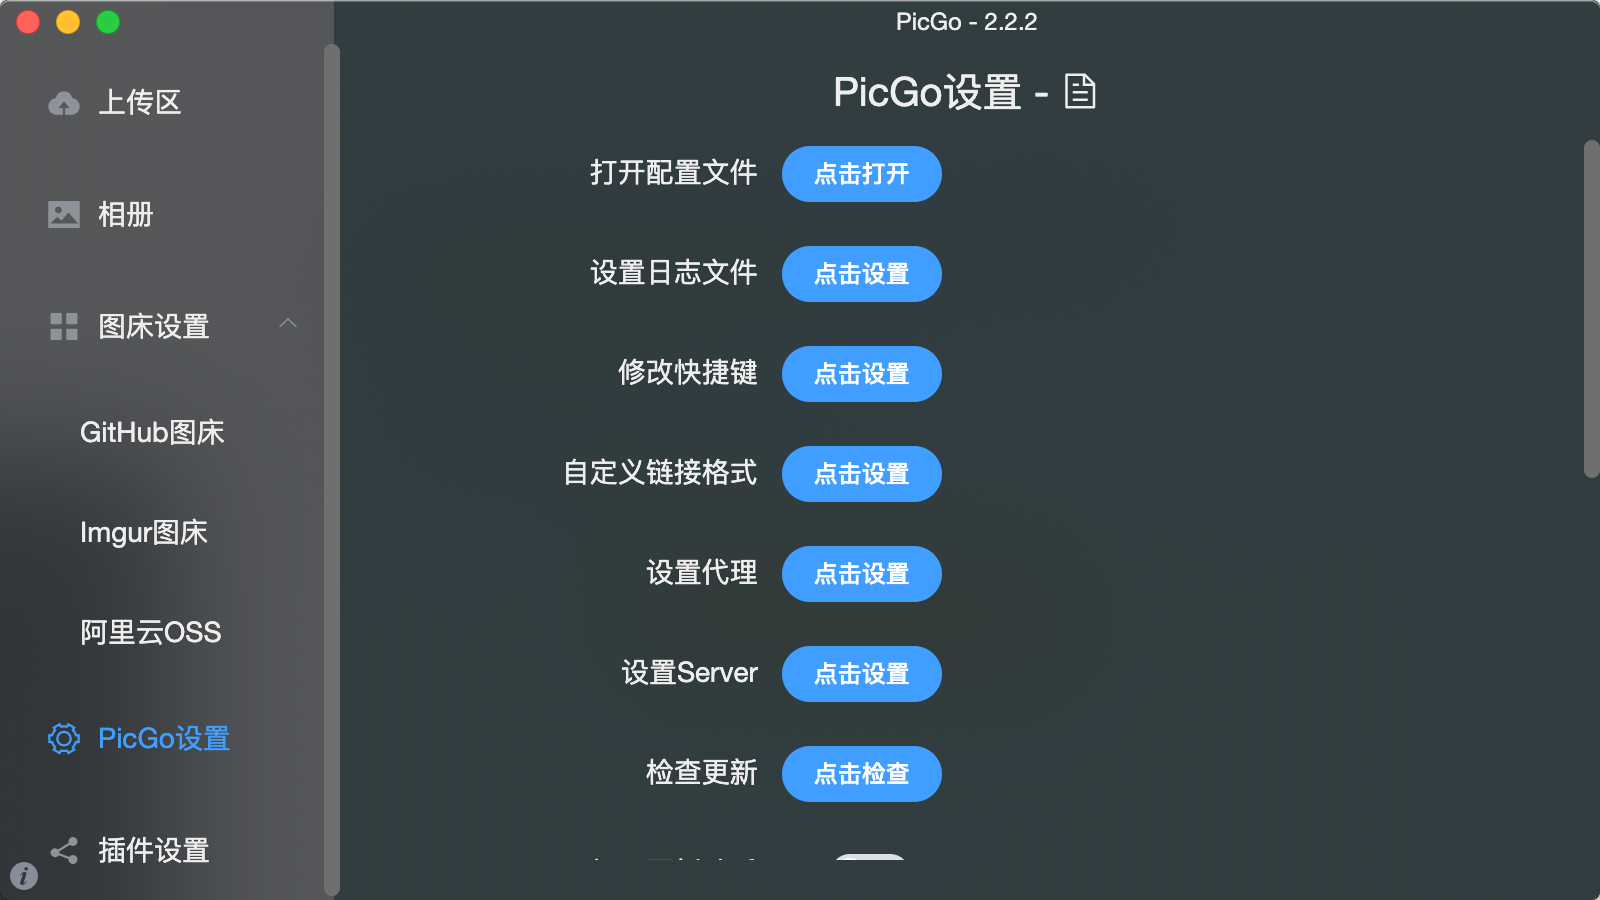 PicGo - 2.2.2
上传区
相册
图床设置
GitHub图床
Imgur图床
阿里云OSS
PicGo设置
插件设置
PicGo设置 -
打开配置文件 点击打开
设置日志文件 点击设置
修改快捷键 点击设置
自定义链接格式 点击设置
设置代理 点击设置
设置Server 点击设置
检查更新 点击检查